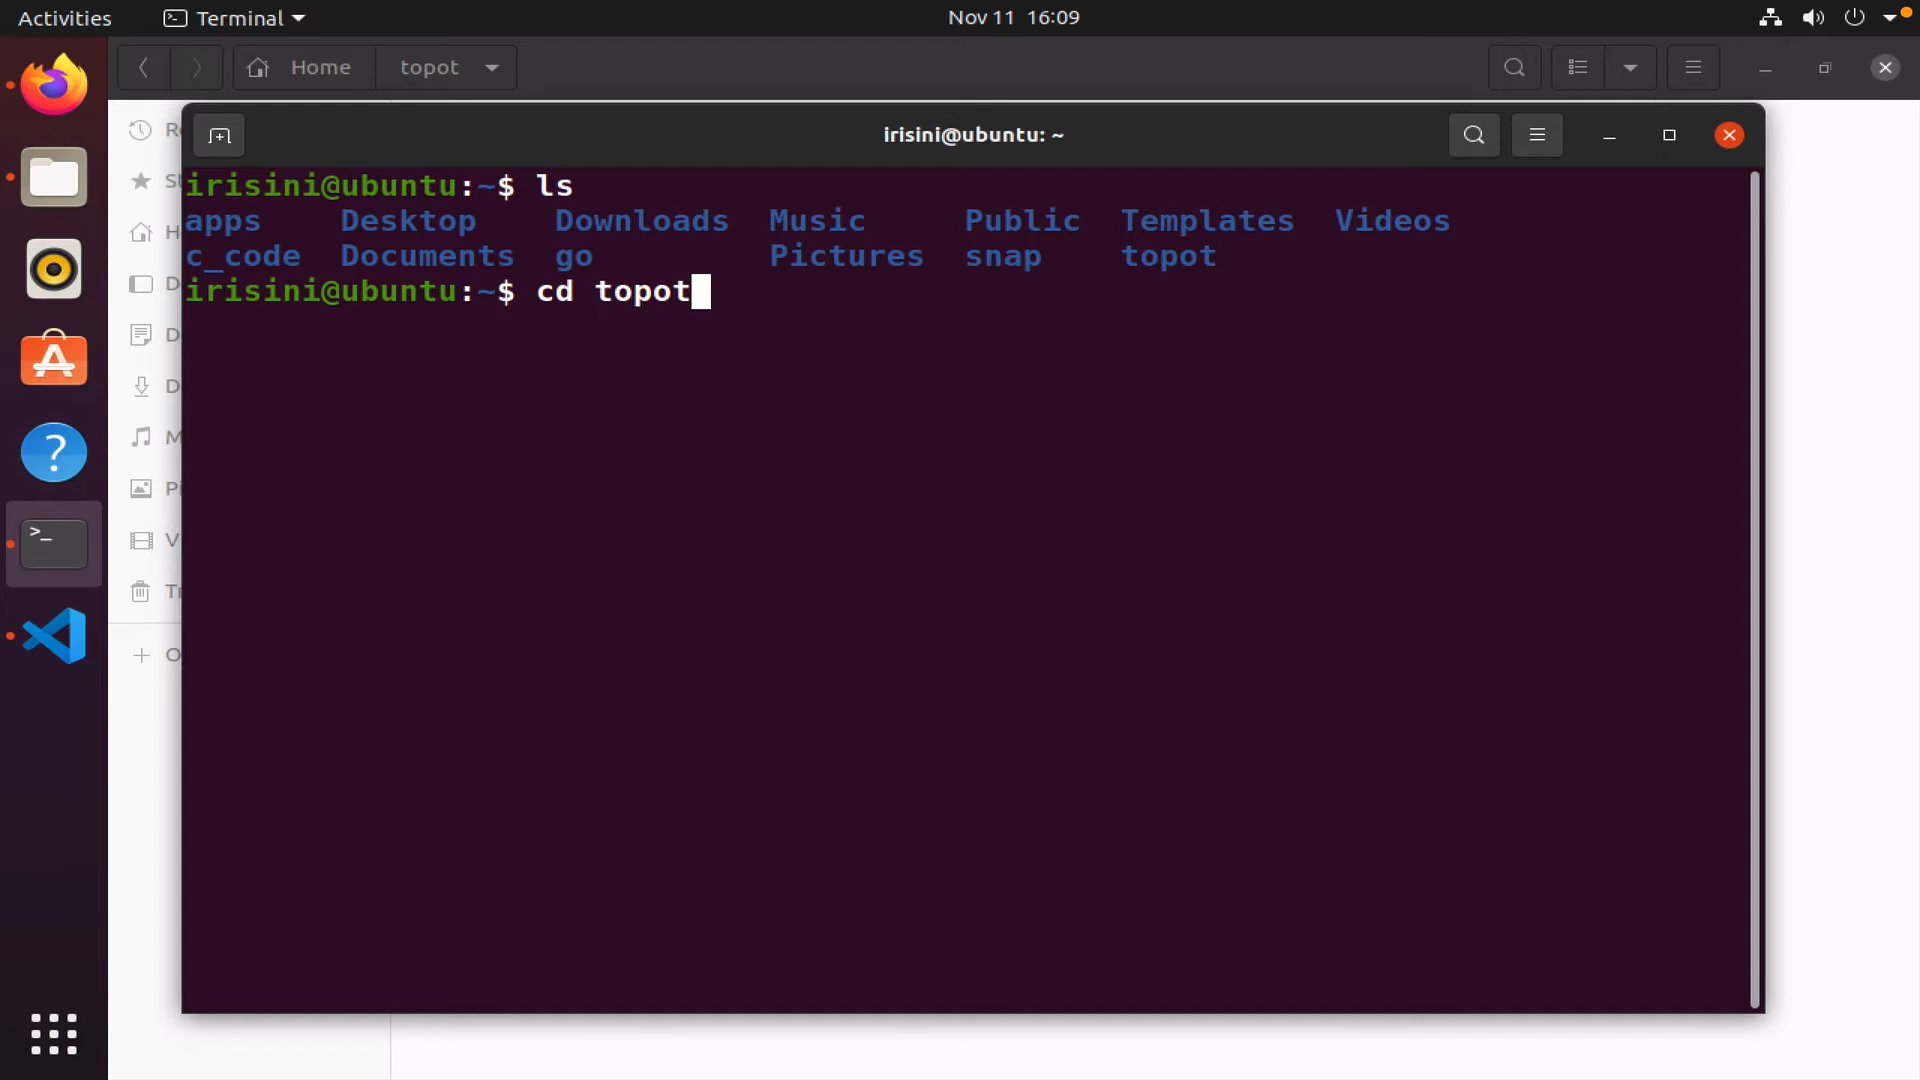 Activities Terminal Nov 11 16:09
Home topot
irisini@ubuntu: ~
irisini@ubuntu:~$ ls
apps Desktop Downloads Music Public Templates Videos
c_code Documents go Pictures snap topot
irisini@ubuntu:~$ cd topot